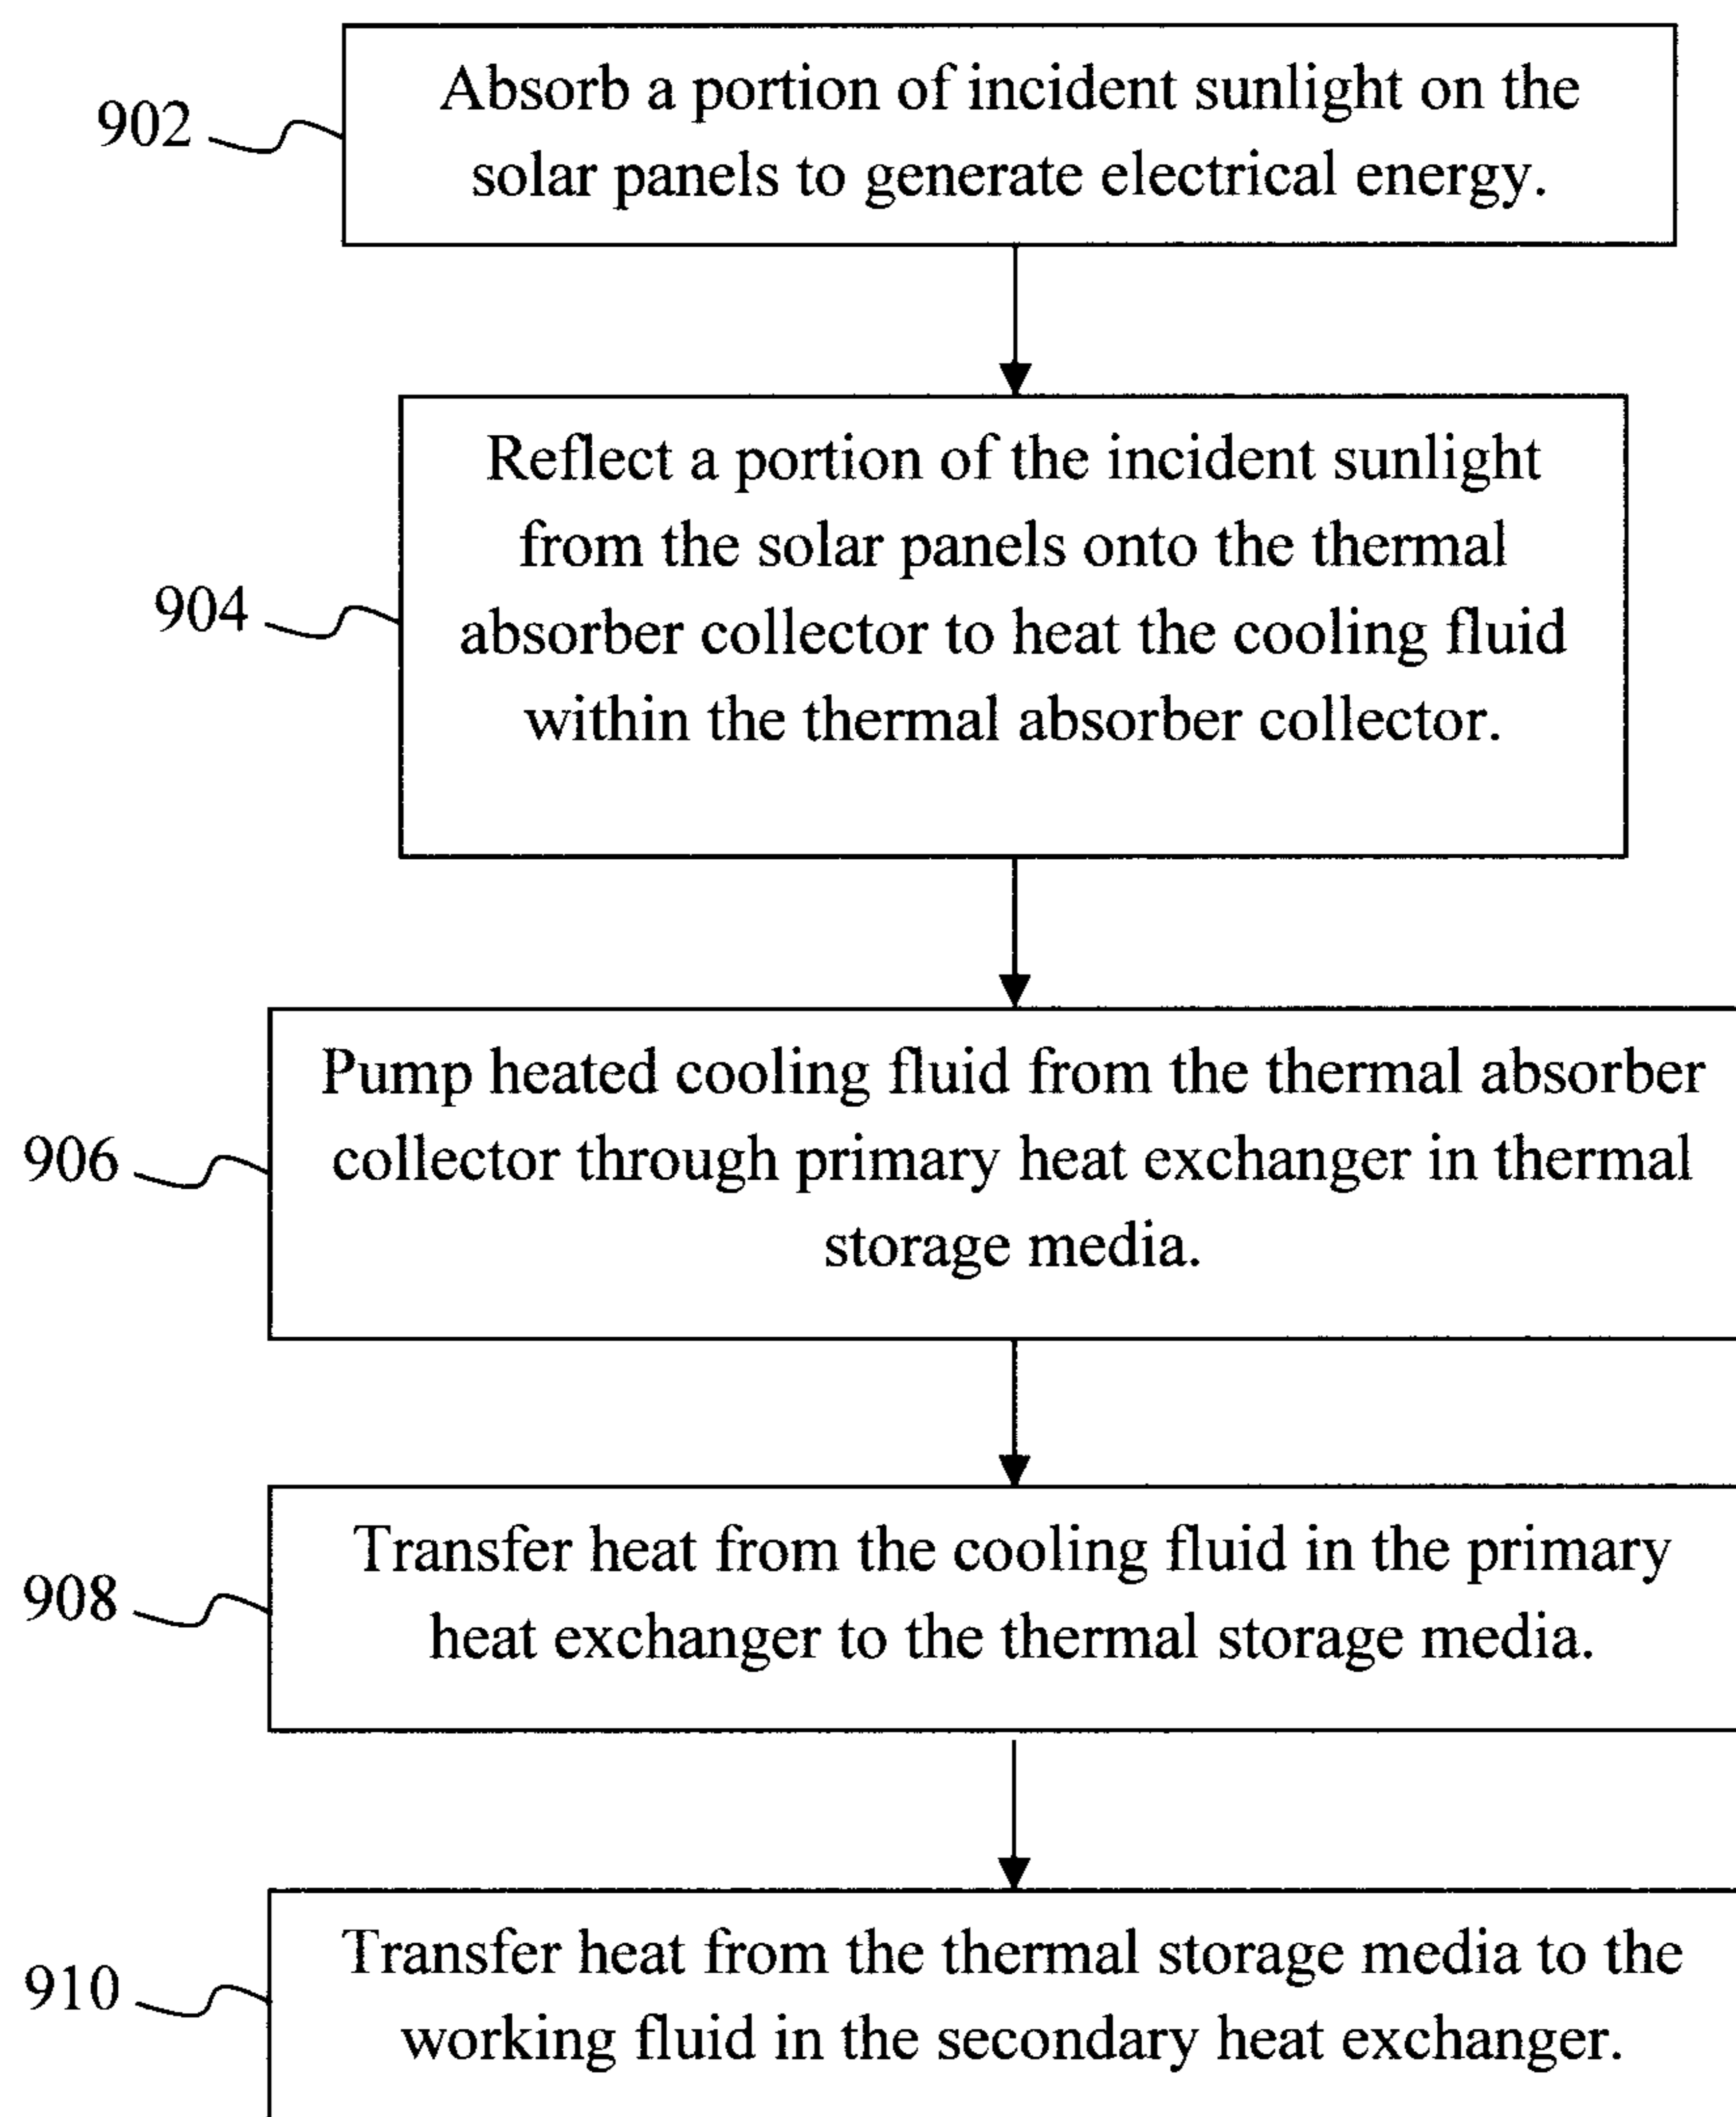 902
Absorb a portion of incident sunlight on the
solar panels to generate electrical energy.
904
Reflect a portion of the incident sunlight
from the solar panels onto the thermal
absorber collector to heat the cooling fluid
within the thermal absorber collector.
906
Pump heated cooling fluid from the thermal absorber
collector through primary heat exchanger in thermal
storage media.
908
Transfer heat from the cooling fluid in the primary
heat exchanger to the thermal storage media.
910
Transfer heat from the thermal storage media to the
working fluid in the secondary heat exchanger.